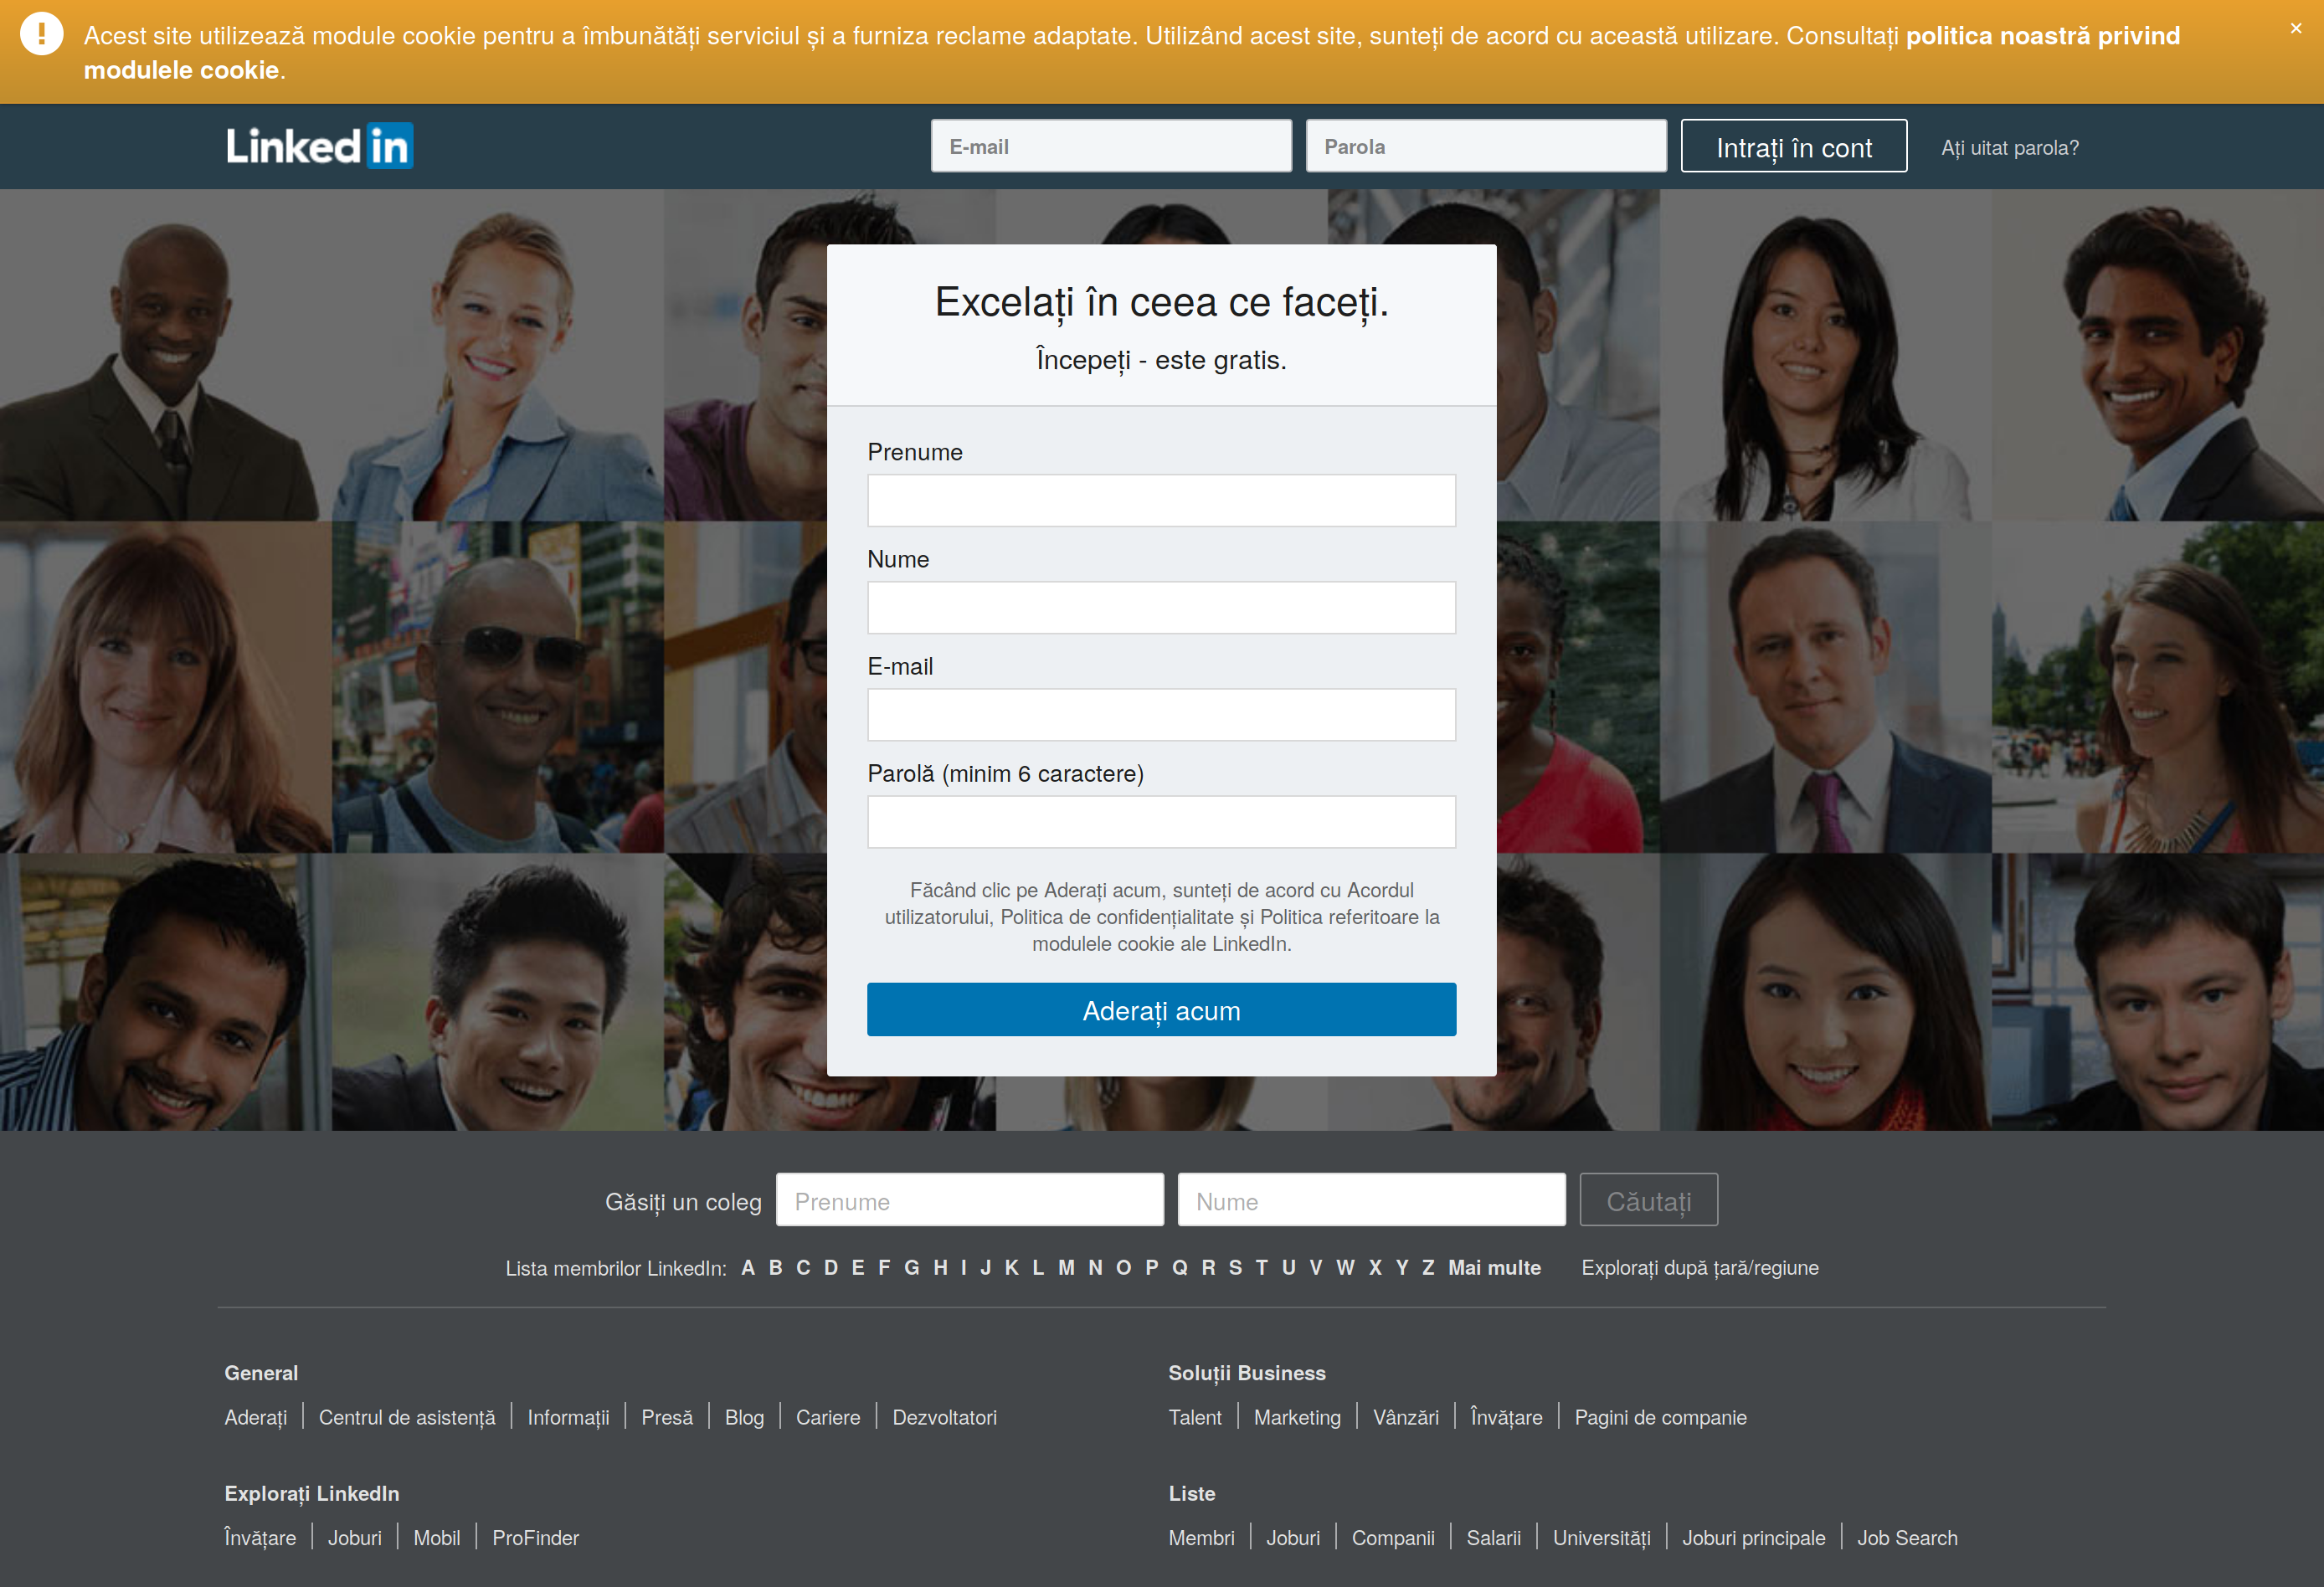 Acest site utilizează module cookie pentru a îmbunătăți serviciul și a furniza reclame adaptate. Utilizând acest site, sunteți de acord cu această utilizare. Consultați politica noastră privind
modulele cookie.
×
Linked in
E-mail
Parola
Intrați în cont
Ați uitat parola?
Excelați în ceea ce faceți.
Începeți - este gratis.
Prenume
Nume
E-mail
Parolă (minim 6 caractere)
Făcând clic pe Aderați acum, sunteți de acord cu Acordul
utilizatorului, Politica de confidențialitate și Politica referitoare la
modulele cookie ale LinkedIn.
Aderați acum
Găsiți un coleg Prenume Nume Căutați
Lista membrilor LinkedIn: A B C D E F G H I J K L M N O P Q R S T U V W X Y Z Mai multe Explorați după țară/regiune
General
Aderați Centrul de asistență Informații Presă Blog Cariere Dezvoltatori
Soluții Business
Talent Marketing Vânzări Învățare Pagini de companie
Explorați LinkedIn
Învățare Joburi Mobil ProFinder
Liste
Membri Joburi Companii Salarii Universități Joburi principale Job Search